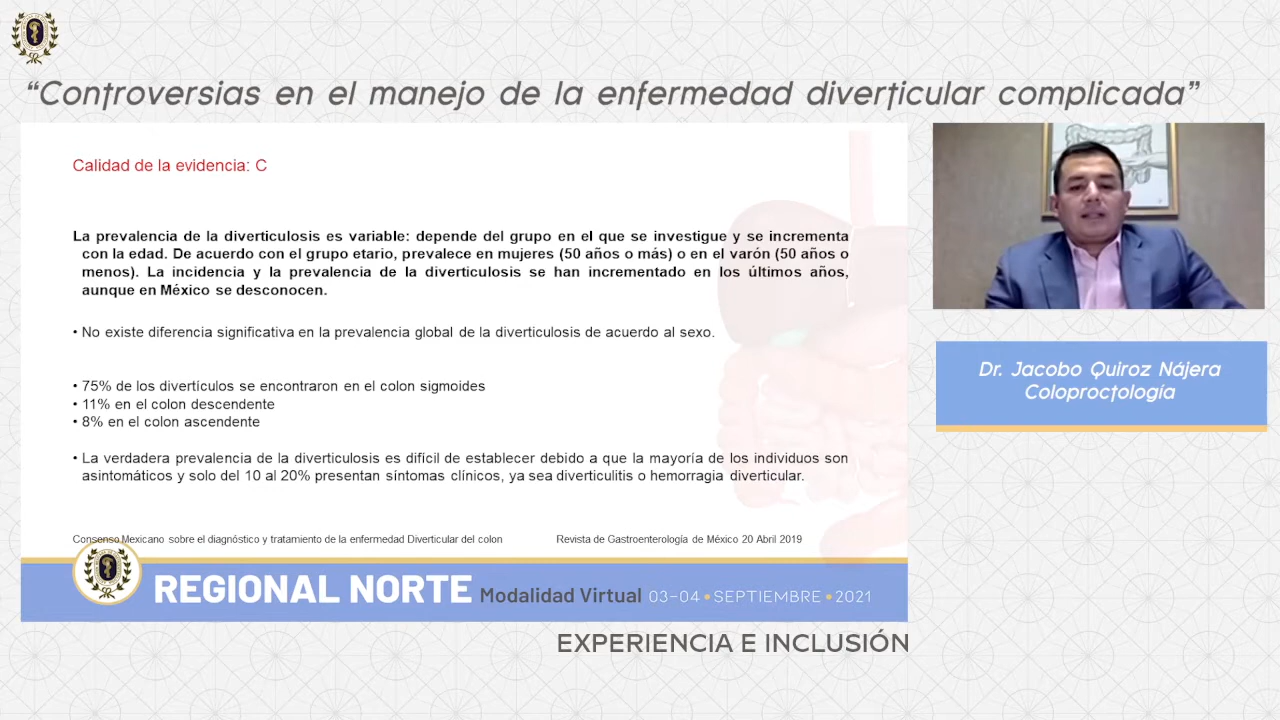 “Controversias en el manejo de la enfermedad diverticular complicada”
Calidad de la evidencia: C
La prevalencia de la diverticulosis es variable: depende del grupo en el que se investigue y se incrementa
con la edad. De acuerdo con el grupo etario, prevalece en mujeres (50 años o más) o en el varón (50 años o
menos). La incidencia y la prevalencia de la diverticulosis se han incrementado en los últimos años,
aunque en México se desconocen.
• No existe diferencia significativa en la prevalencia global de la diverticulosis de acuerdo al sexo.
• 75% de los divertículos se encontraron en el colon sigmoides
• 11% en el colon descendente
• 8% en el colon ascendente
• La verdadera prevalencia de la diverticulosis es difícil de establecer debido a que la mayoría de los individuos son
asintomáticos y solo del 10 al 20% presentan síntomas clínicos, ya sea diverticulitis o hemorragia diverticular.
Consenso Mexicano sobre el diagnóstico y tratamiento de la enfermedad Diverticular del colon
Revista de Gastroenterología de México 20 Abril 2019
REGIONAL NORTE Modalidad Virtual 03-04•SEPTIEMBRE•2021
EXPERIENCIA E INCLUSIÓN
Dr. Jacobo Quiroz Nájera
Coloproctología